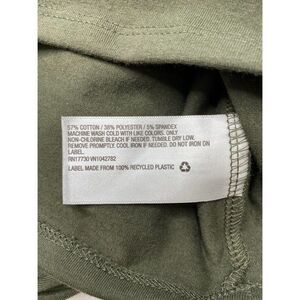 57% COTTON / 38% POLYESTER / 5% SPANDEX
MACHINE WASH COLD WITH LIKE COLORS. ONLY
NON-CHLORINE BLEACH IF NEEDED. TUMBLE DRY LOW.
REMOVE PROMPTLY. COOL IRON IF NEEDED. DO NOT IRON ON
LABEL.
RN17730 VN1042782
LABEL MADE FROM 100% RECYCLED PLASTIC